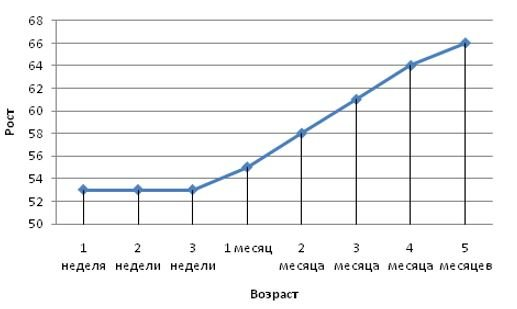 68
66
64
62
60
58
56
54
52
50
Рост
1 неделя
2 недели
3 недели
1 месяц
2 месяца
3 месяца
4 месяца
5 месяцев
Возраст